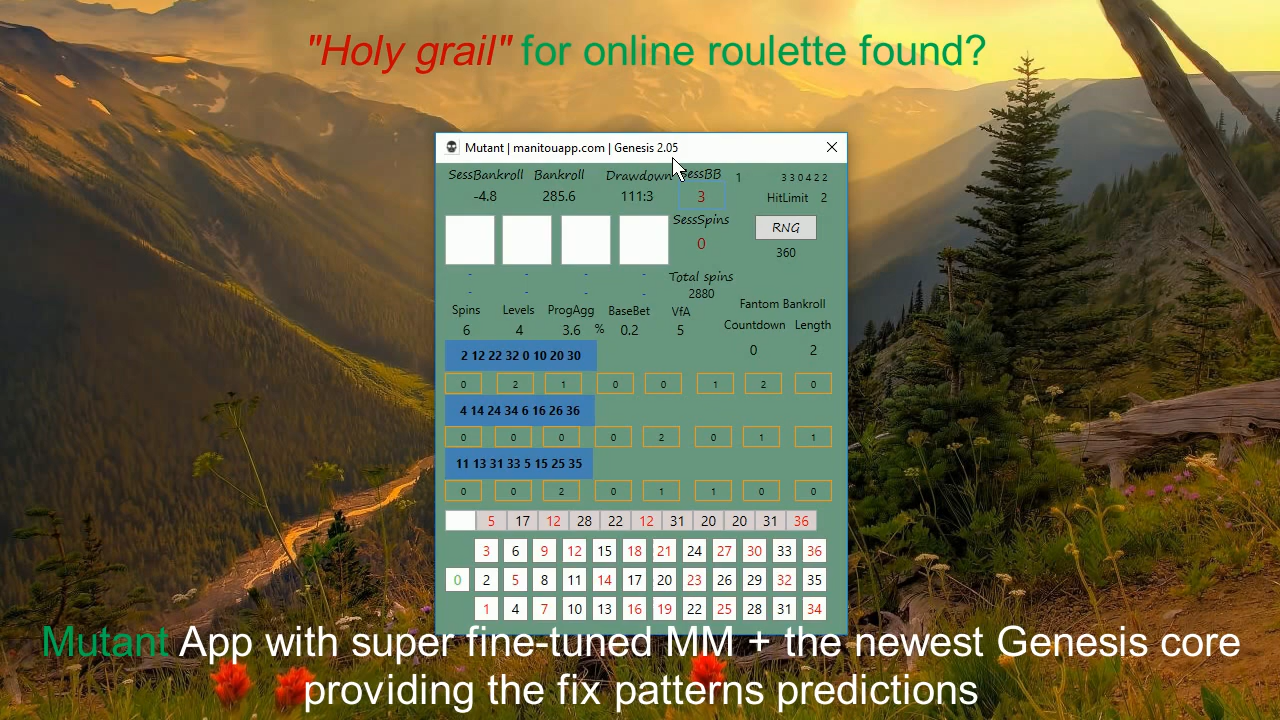 "Holy grail" for online roulette found?
Mutant | manitouapp.com | Genesis 2.05
SessBankroll Bankroll Drawdown SessBB 1 3 3 0 4 2 2
-4.8 285.6 111:3 3 HitLimit 2
SessSpins RNG
0 360
- - - - Total spins
- - - - 2880
Fantom Bankroll
Spins Levels ProgAgg BaseBet VfA
Countdown Length
6 4 3.6 % 0.2 5
0 2
2 12 22 32 0 10 20 30
0 2 1 0 0 1 2 0
4 14 24 34 6 16 26 36
0 0 0 0 2 0 1 1
11 13 31 33 5 15 25 35
0 0 2 0 1 1 0 0
5 17 12 28 22 12 31 20 20 31 36
3 6 9 12 15 18 21 24 27 30 33 36
0 2 5 8 11 14 17 20 23 26 29 32 35
1 4 7 10 13 16 19 22 25 28 31 34
Mutant App with super fine-tuned MM + the newest Genesis core
providing the fix patterns predictions